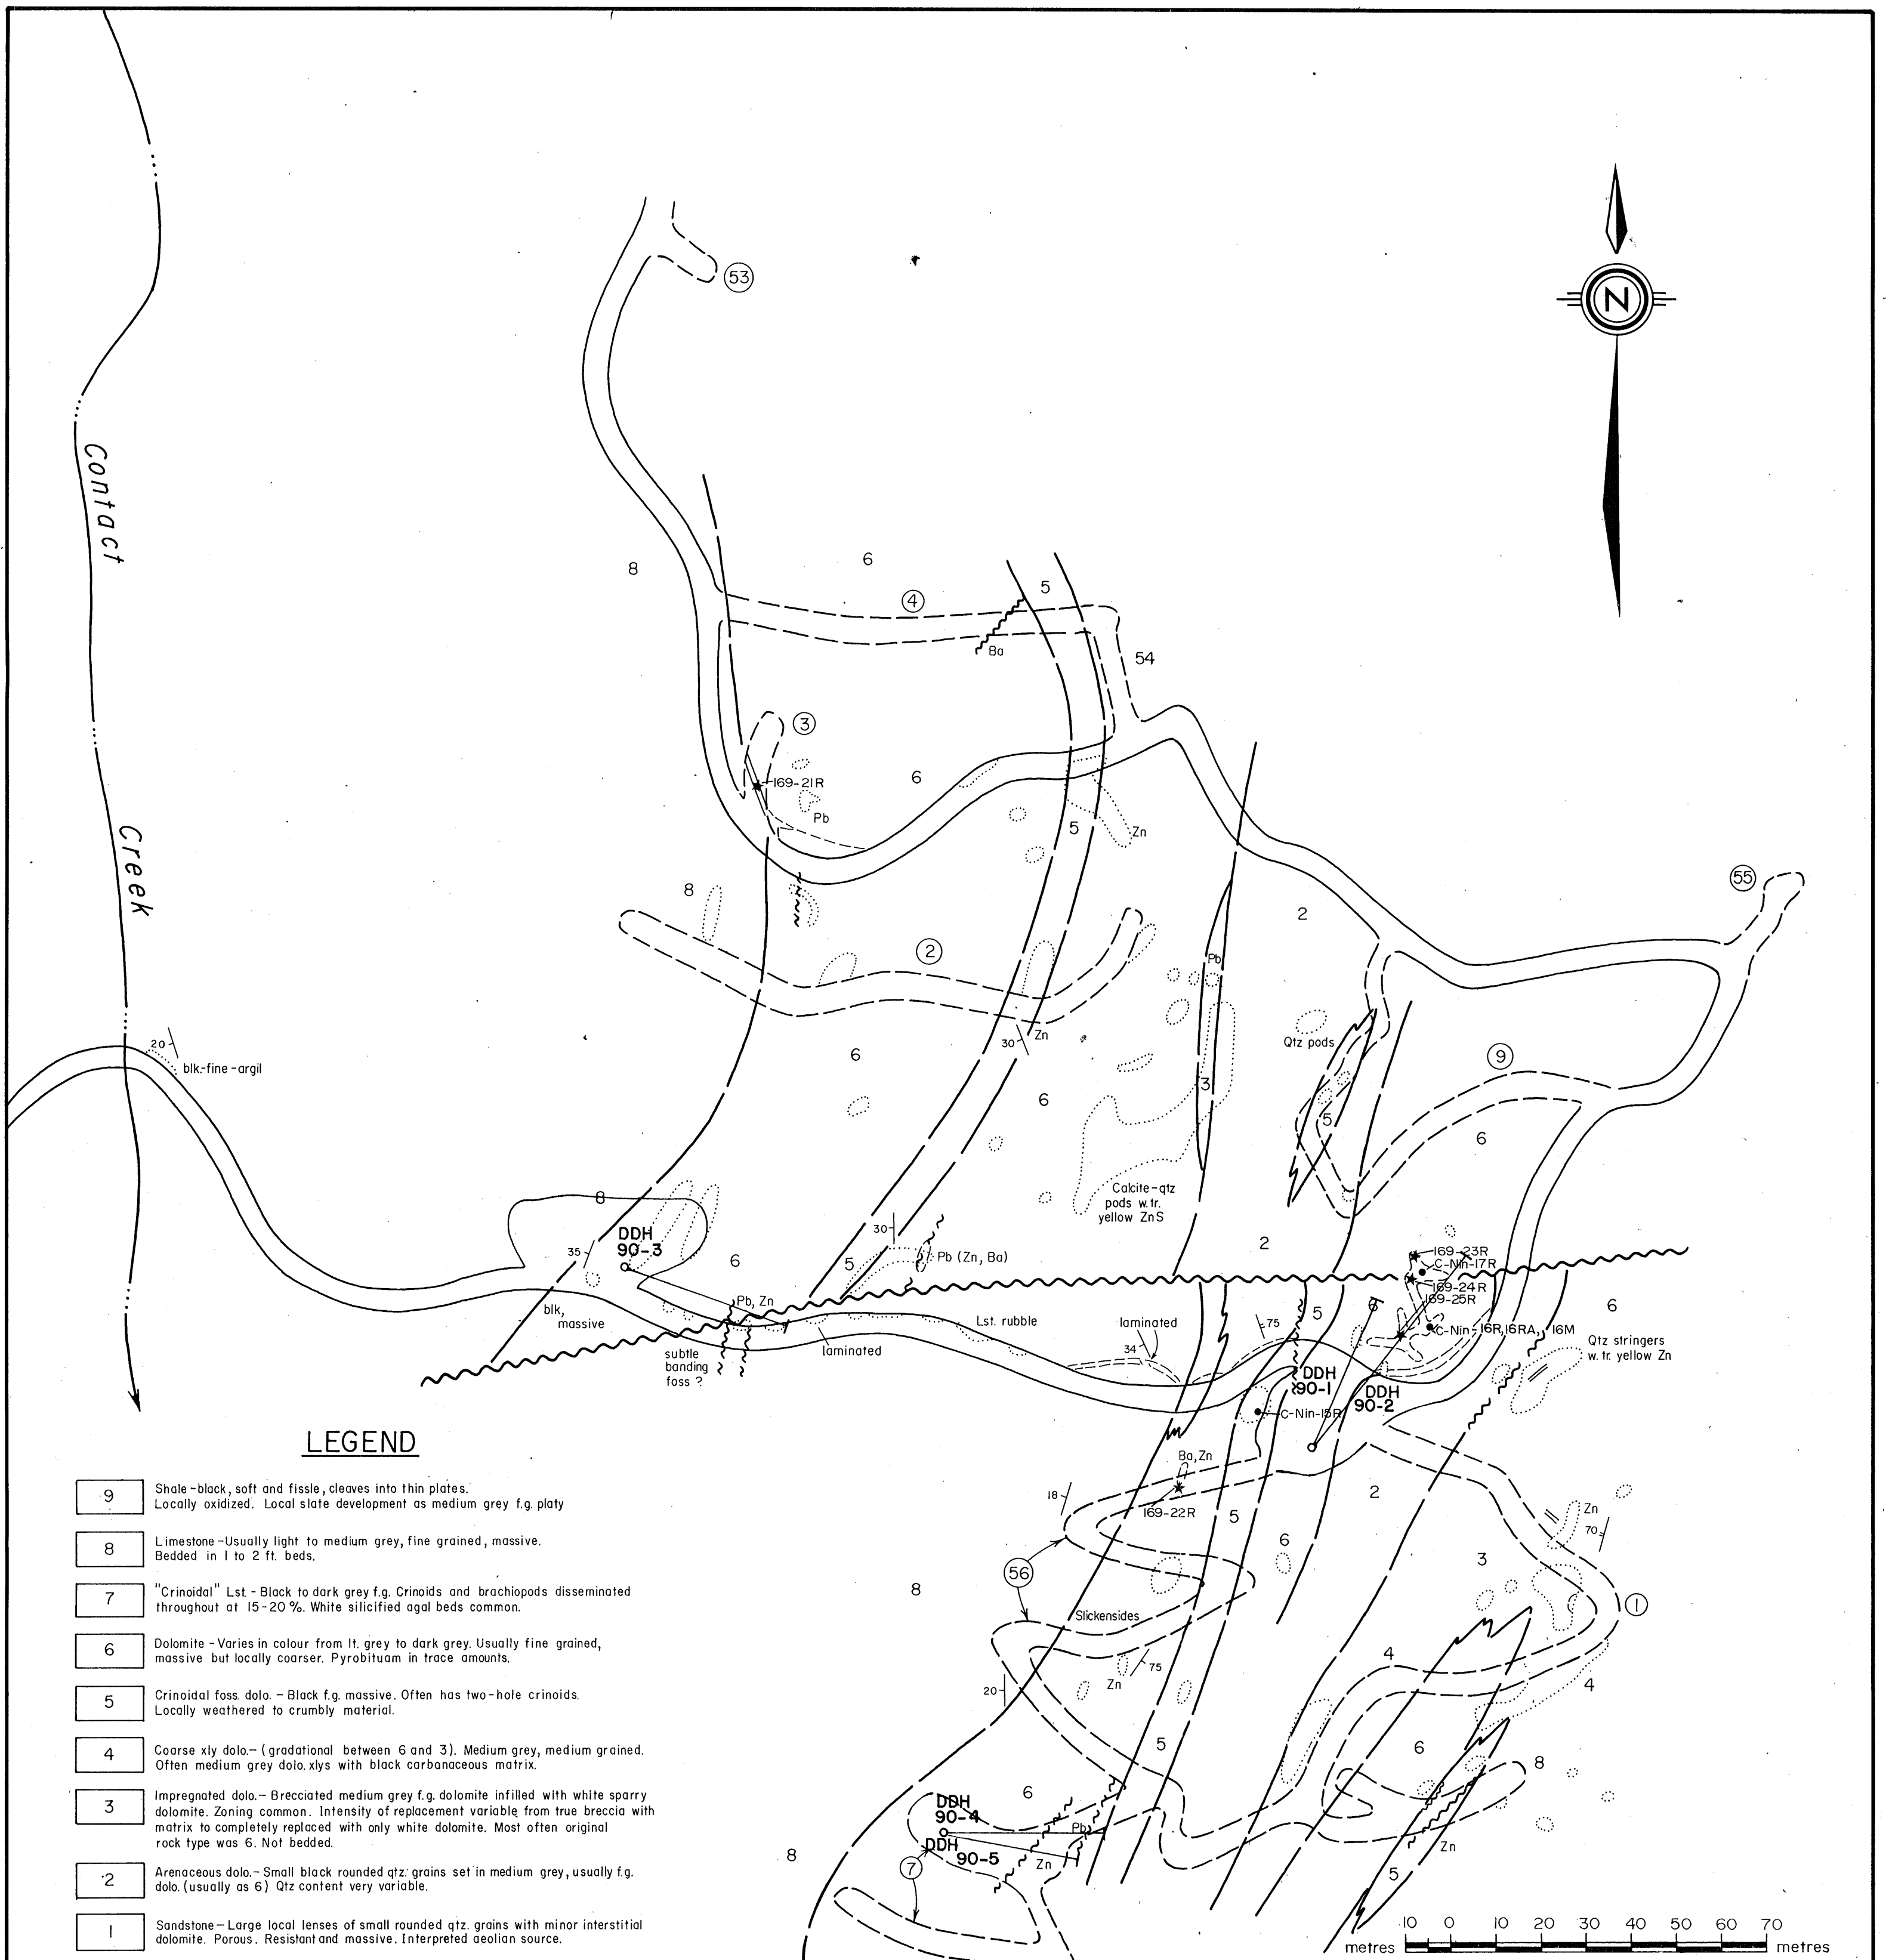 N
53
Contact
8
6
5
4
Ba
54
3
169-21R
6
Pb
5
Zn
8
55
2
2
Pb
Creek
Qtz pods
20
blk.-fine-argil
30
Zn
9
6
3
6
5
6
Calcite-qtz
pods w. tr.
yellow ZnS
8
DDH
90-3
35
6
30
5
Pb (Zn, Ba)
2
169-23R
C-Nin-17R
169-24R
169-25R
Pb, Zn
blk,
massive
Lst. rubble
laminated
75
5
6
6
C-Nin-16R,16RA, 16M
34
laminated
subtle
banding
foss ?
Qtz stringers
w. tr. yellow Zn
DDH
90-1
DDH
90-2
C-Nin-15R
Ba,Zn
18
169-22R
5
2
Zn
70
6
3
56
8
1
Slickensides
75
Zn
4
4
20
5
6
8
6
DDH
90-4
Pb
DDH
90-5
Zn
Zn
8
7
5
LEGEND
9
Shale-black, soft and fissle, cleaves into thin plates.
Locally oxidized. Local slate development as medium grey f.g. platy
8
Limestone-Usually light to medium grey, fine grained, massive.
Bedded in 1 to 2 ft. beds.
7
"Crinoidal" Lst. - Black to dark grey f.g. Crinoids and brachiopods disseminated
throughout at 15-20 %. White silicified agal beds common.
6
Dolomite - Varies in colour from lt. grey to dark grey. Usually fine grained,
massive but locally coarser. Pyrobituam in trace amounts.
5
Crinoidal foss. dolo. - Black f.g. massive. Often has two-hole crinoids.
Locally weathered to crumbly material.
4
Coarse xly dolo.- (gradational between 6 and 3). Medium grey, medium grained.
Often medium grey dolo. xlys with black carbanaceous matrix.
3
Impregnated dolo.- Brecciated medium grey f.g. dolomite infilled with white sparry
dolomite. Zoning common. Intensity of replacement variable from true breccia with
matrix to completely replaced with only white dolomite. Most often original
rock type was 6. Not bedded.
2
Arenaceous dolo.- Small black rounded qtz. grains set in medium grey, usually f.g.
dolo. (usually as 6) Qtz content very variable.
1
Sandstone-Large local lenses of small rounded qtz. grains with minor interstitial
dolomite. Porous. Resistant and massive. Interpreted aeolian source.
10 0 10 20 30 40 50 60 70
metres metres